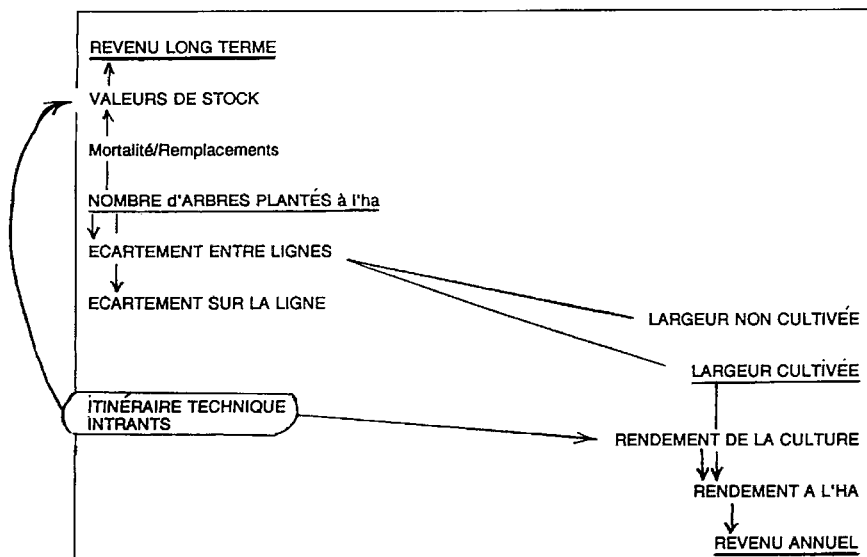 REVENU LONG TERME
VALEURS DE STOCK
Mortalité/Remplacements
NOMBRE d'ARBRES PLANTÉS à l'ha
ECARTEMENT ENTRE LIGNES
ECARTEMENT SUR LA LIGNE
LARGEUR NON CULTIVÉE
LARGEUR CULTIVÉE
ITINÉRAIRE TECHNIQUE
INTRANTS
RENDEMENT DE LA CULTURE
RENDEMENT A L'HA
REVENU ANNUEL